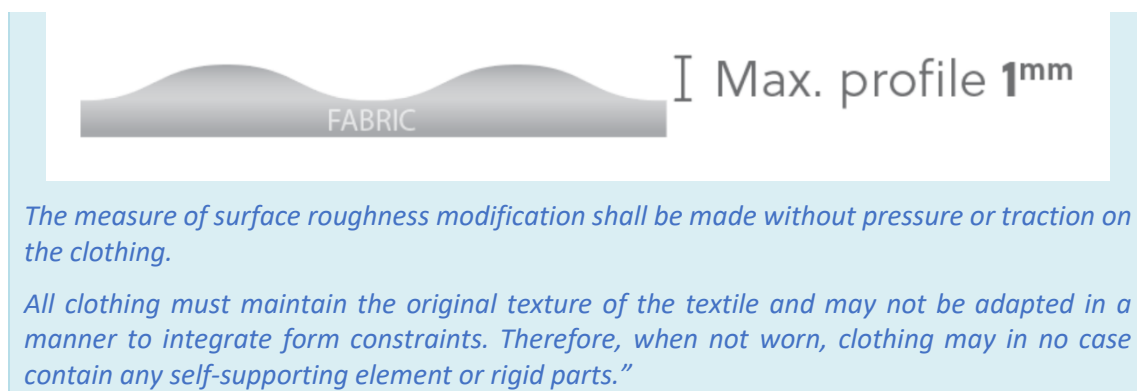 Max. profile 1mm
FABRIC
The measure of surface roughness modification shall be made without pressure or traction on
the clothing.
All clothing must maintain the original texture of the textile and may not be adapted in a
manner to integrate form constraints. Therefore, when not worn, clothing may in no case
contain any self-supporting element or rigid parts.”